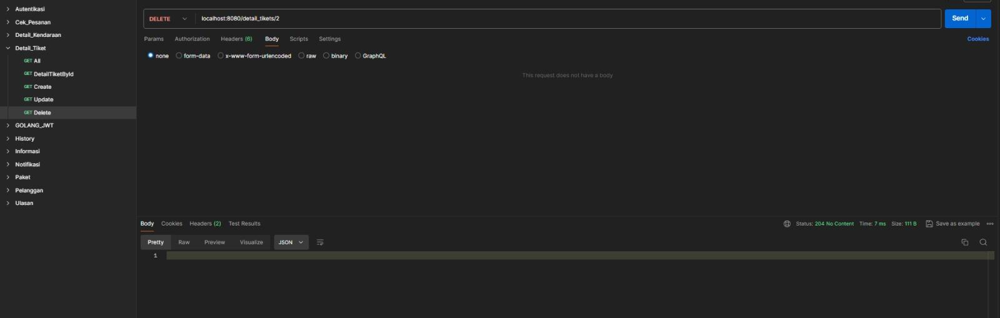 Autentikasi
Cek_Pesanan
Detail_Kendaraan
Detail_Tiket
GET All
GET DetailTiketById
GET Create
GET Update
GET Delete
GOLANG_JWT
History
Informasi
Notifikasi
Paket
Pelanggan
Ulasan
DELETE localhost:8080/detail_tikets/2 Send
Params Authorization Headers (6) Body Scripts Settings Cookies
none form-data x-www-form-urlencoded raw binary GraphQL
This request does not have a body
Body Cookies Headers (2) Test Results Status: 204 No Content Time: 7 ms Size: 111 B Save as example
Pretty Raw Preview Visualize JSON
1